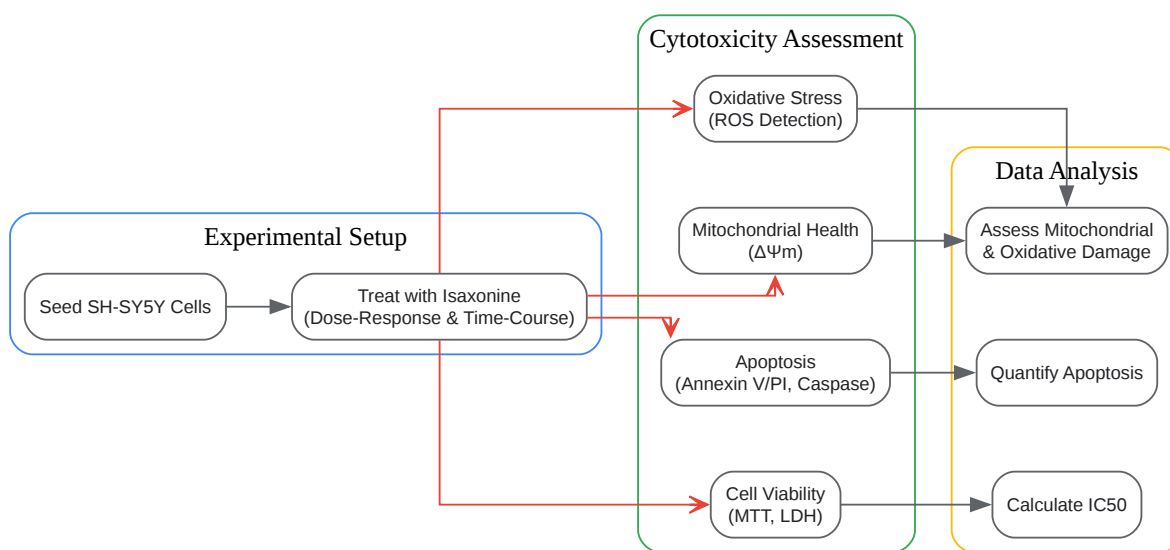 Experimental Setup
Seed SH-SY5Y Cells
Treat with Isaxonine
(Dose-Response & Time-Course)
Cytotoxicity Assessment
Oxidative Stress
(ROS Detection)
Mitochondrial Health
(ΔΨm)
Apoptosis
(Annexin V/PI, Caspase)
Cell Viability
(MTT, LDH)
Data Analysis
Assess Mitochondrial
& Oxidative Damage
Quantify Apoptosis
Calculate IC50